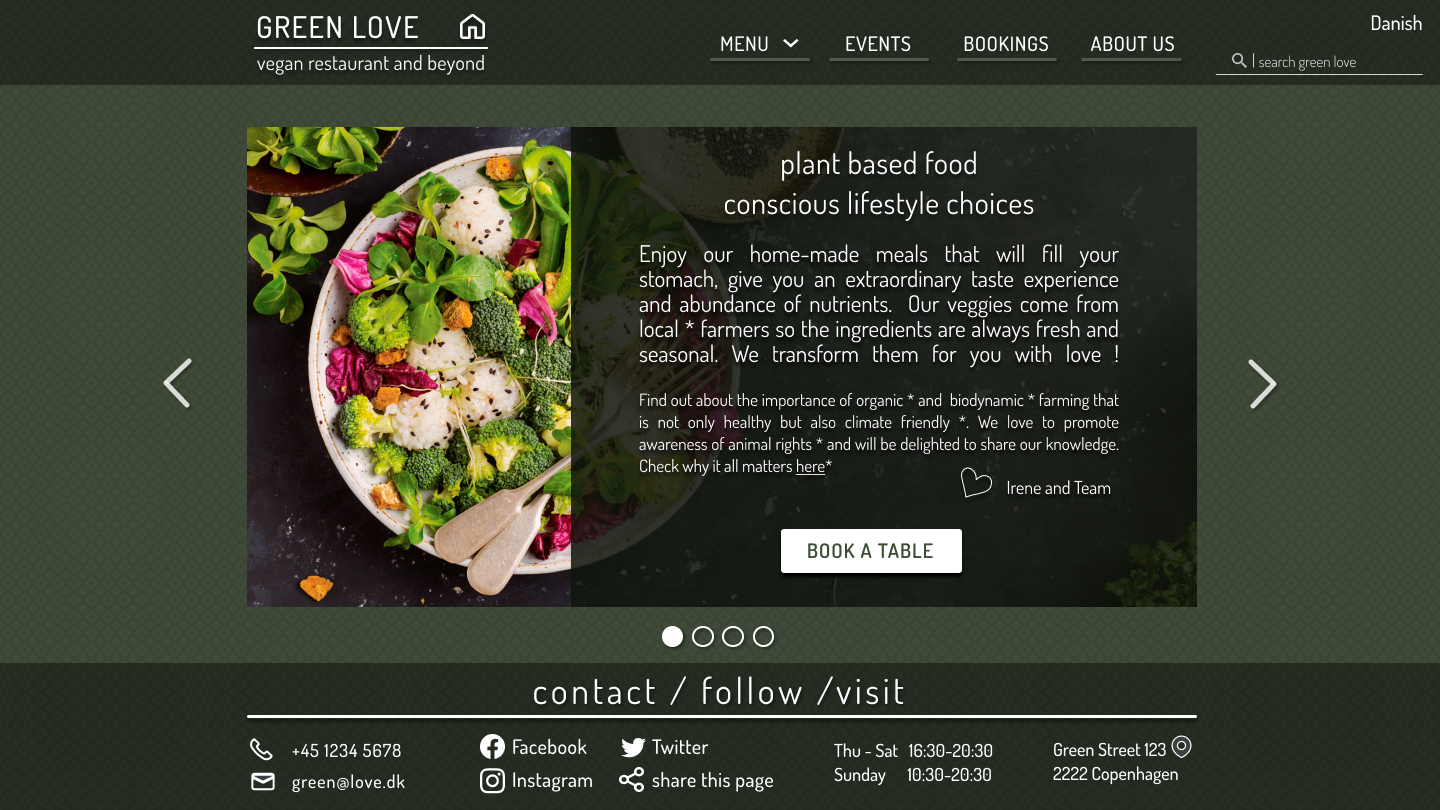 GREEN LOVE
vegan restaurant and beyond
MENU
EVENTS
BOOKINGS
ABOUT US
Danish
search green love
plant based food
conscious lifestyle choices
Enjoy our home-made meals that will fill your
stomach, give you an extraordinary taste experience
and abundance of nutrients. Our veggies come from
local * farmers so the ingredients are always fresh and
seasonal. We transform them for you with love !
Find out about the importance of organic * and biodynamic * farming that
is not only healthy but also climate friendly *. We love to promote
awareness of animal rights * and will be delighted to share our knowledge.
Check why it all matters here*
Irene and Team
BOOK A TABLE
contact / follow /visit
+45 1234 5678
green@love.dk
Facebook
Instagram
Twitter
share this page
Thu - Sat 16:30-20:30
Sunday 10:30-20:30
Green Street 123
2222 Copenhagen